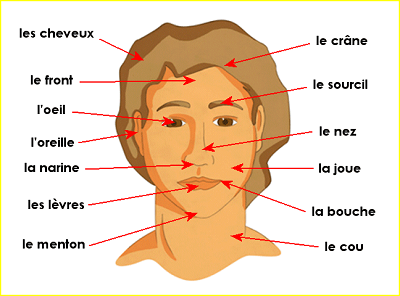 les cheveux
le crâne
le front
le sourcil
l'oeil
l'oreille
le nez
la narine
la joue
les lèvres
la bouche
le menton
le cou